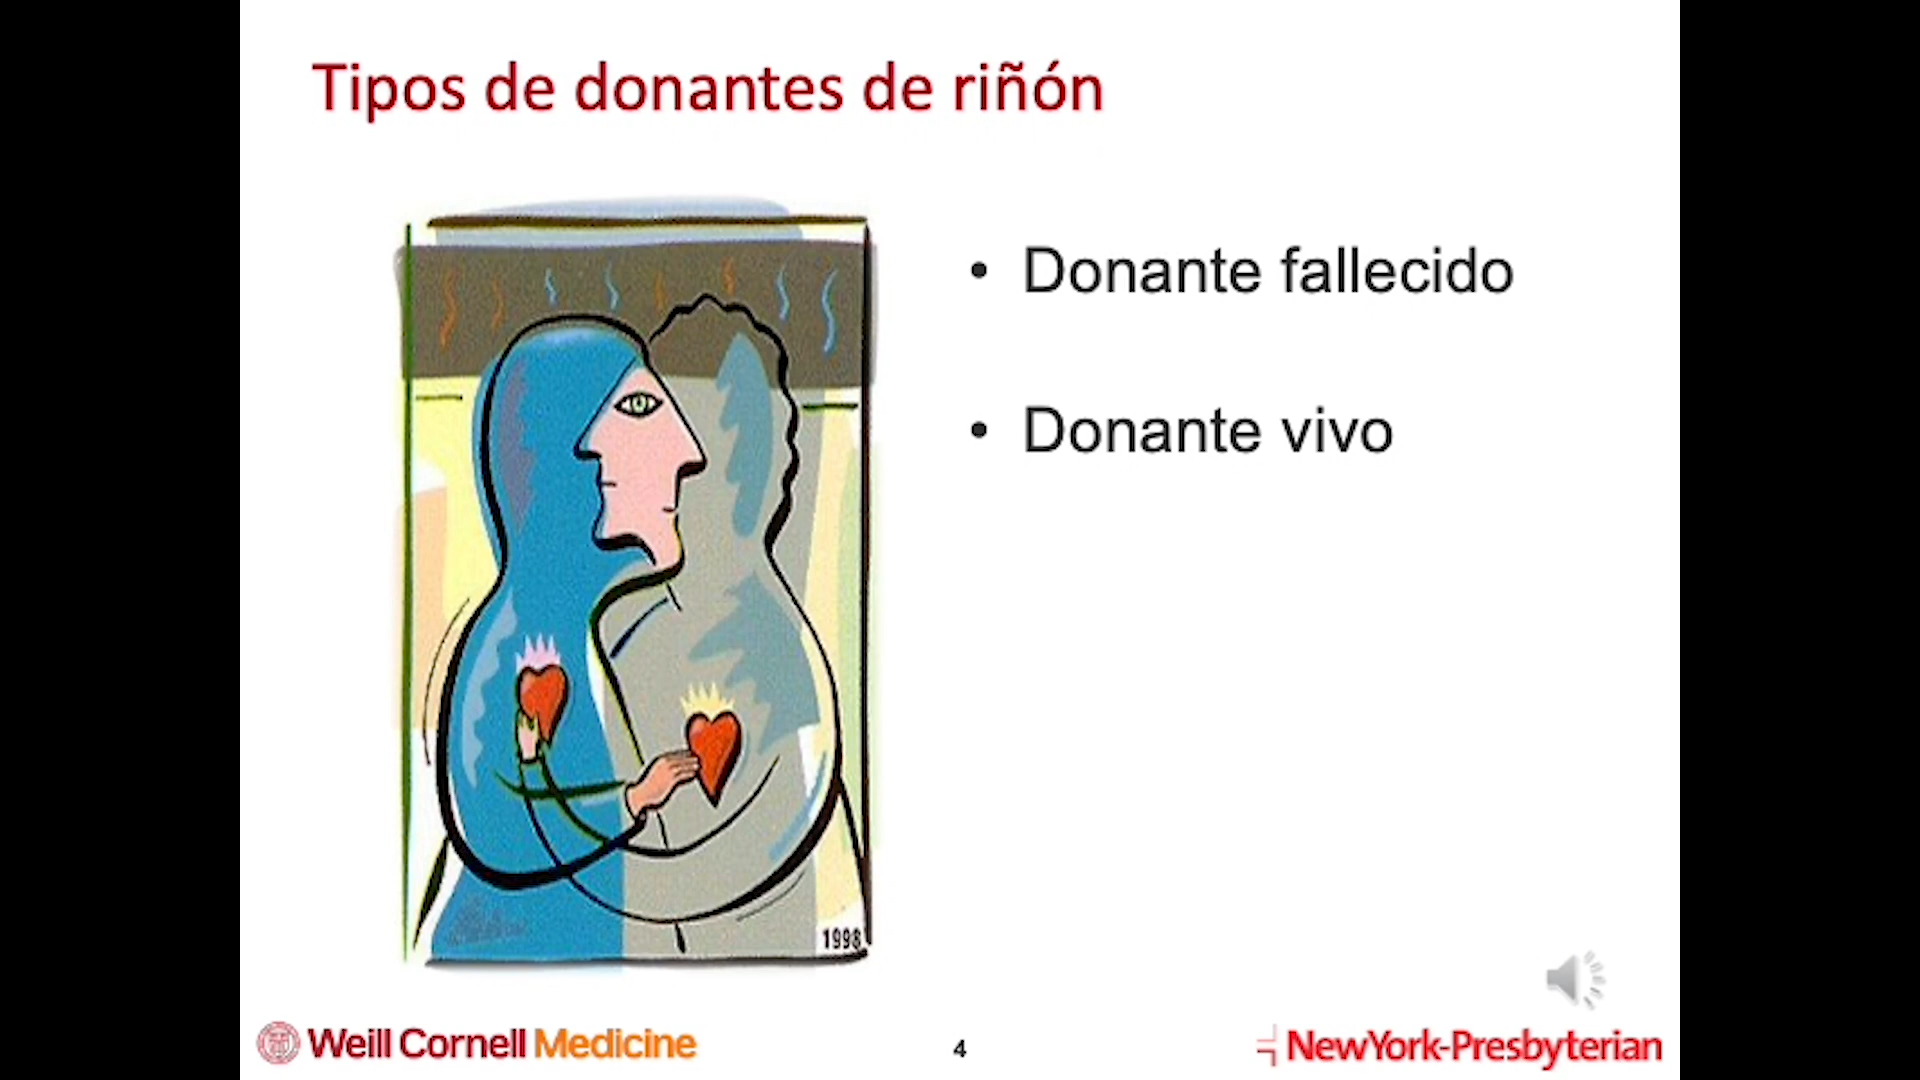 Tipos de donantes de riñón
• Donante fallecido
• Donante vivo
1998
Weill Cornell Medicine
4
NewYork-Presbyterian